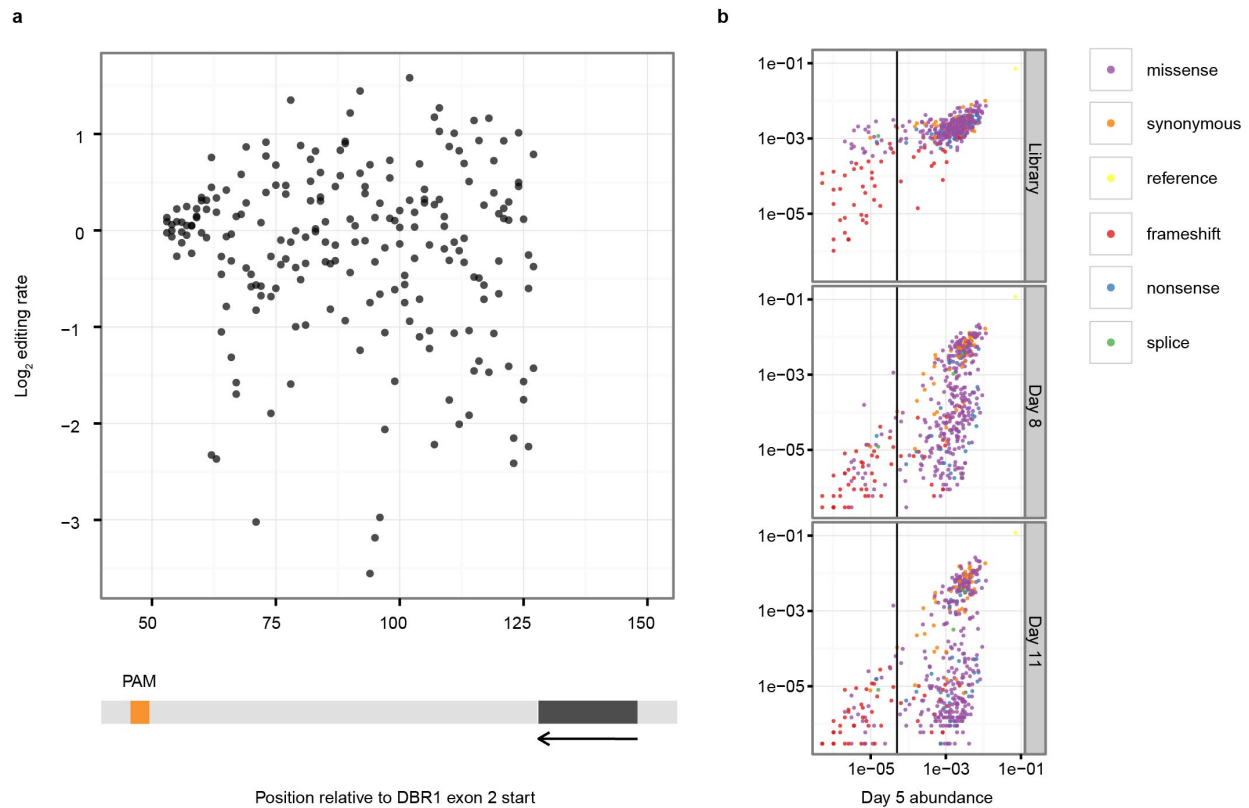 a
Log2 editing rate
1
0
−1
−2
−3
50
75
100
125
150
PAM
Position relative to DBR1 exon 2 start
b
1e−01
1e−03
1e−05
Library
1e−01
1e−03
1e−05
Day 8
1e−01
1e−03
1e−05
Day 11
1e−05
1e−03
1e−01
Day 5 abundance
missense
synonymous
reference
frameshift
nonsense
splice